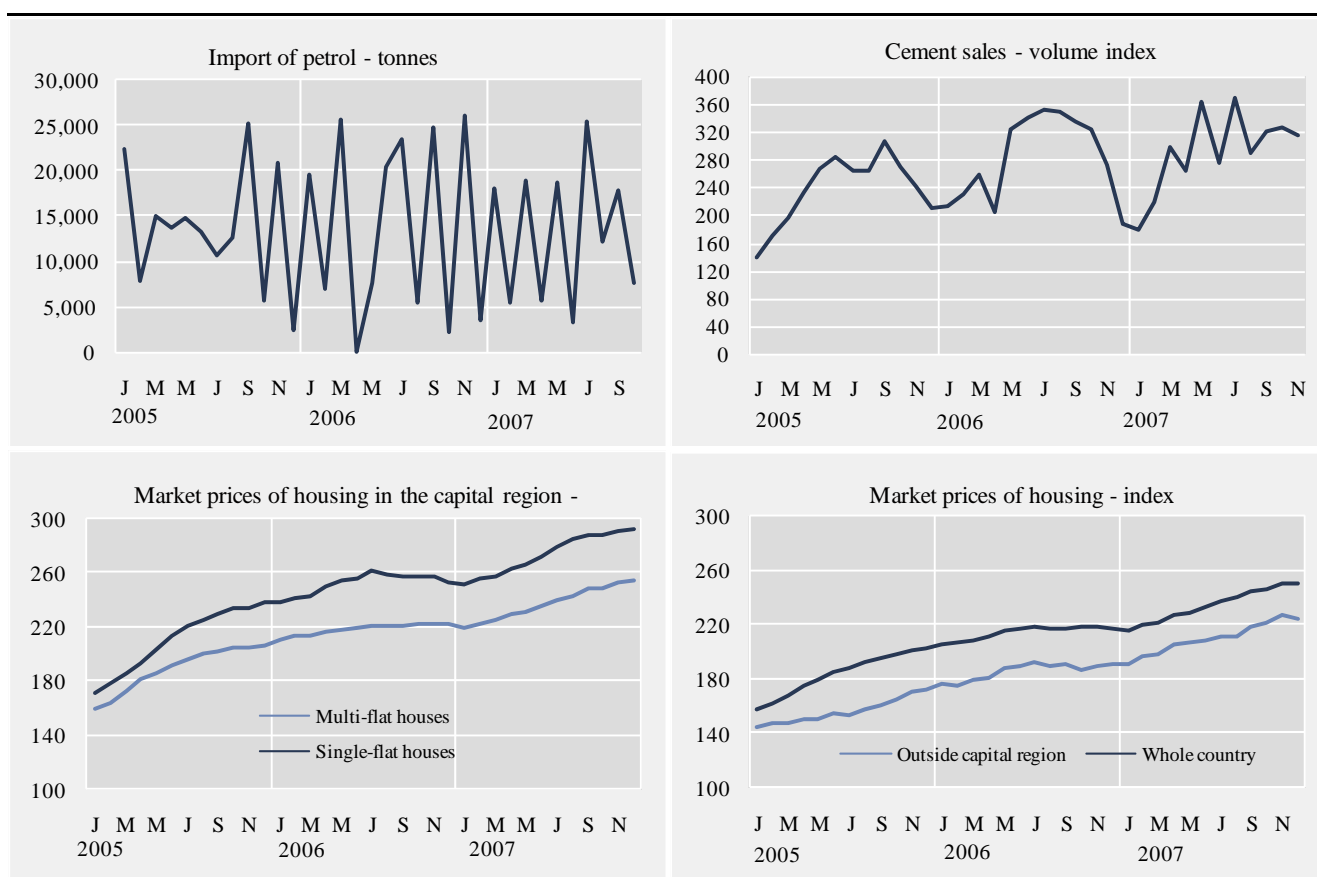 Import of petrol - tonnes
30,000
25,000
20,000
15,000
10,000
5,000
0
J M M J S N J M M J S N J M M J S
2005 2006 2007
Cement sales - volume index
400
360
320
280
240
200
160
120
80
40
0
J M M J S N J M M J S N J M M J S N
2005 2006 2007
Market prices of housing in the capital region -
300
260
220
180
140
100
Multi-flat houses
Single-flat houses
J M M J S N J M M J S N J M M J S N
2005 2006 2007
Market prices of housing - index
300
260
220
180
140
100
Outside capital region Whole country
J M M J S N J M M J S N J M M J S N
2005 2006 2007